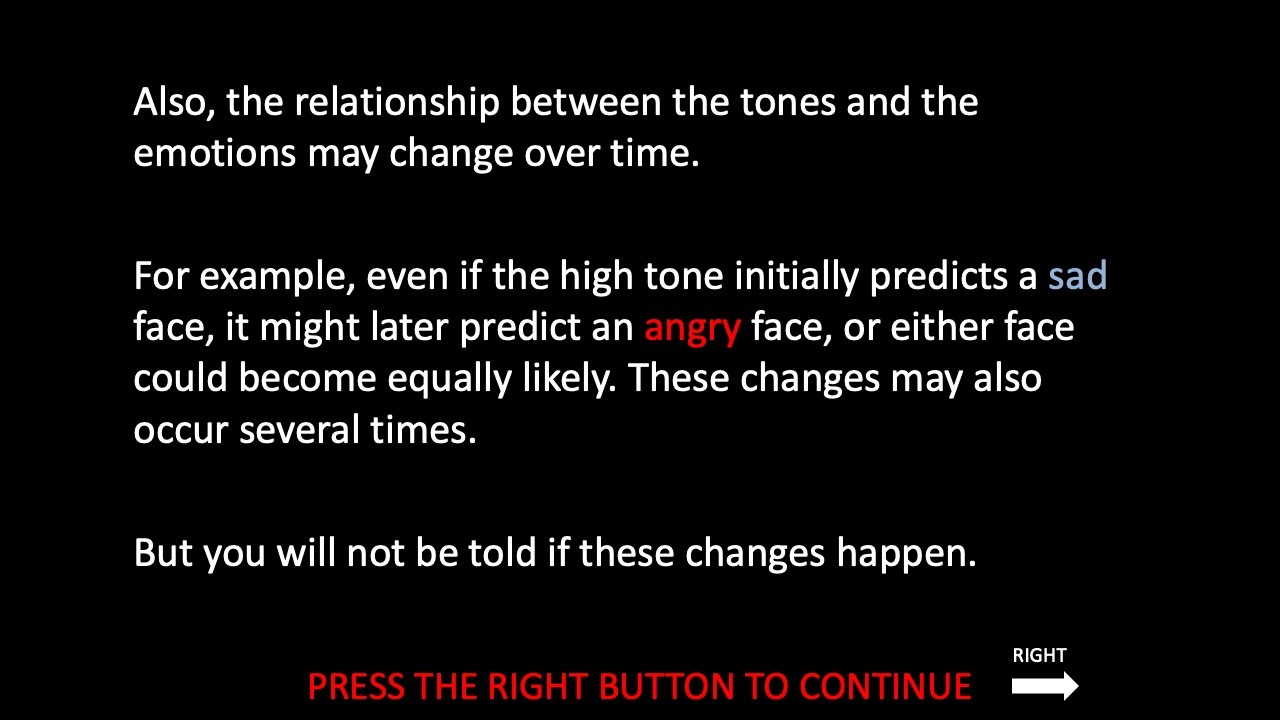 Also, the relationship between the tones and the
emotions may change over time.
For example, even if the high tone initially predicts a sad
face, it might later predict an angry face, or either face
could become equally likely. These changes may also
occur several times.
But you will not be told if these changes happen.
RIGHT
PRESS THE RIGHT BUTTON TO CONTINUE